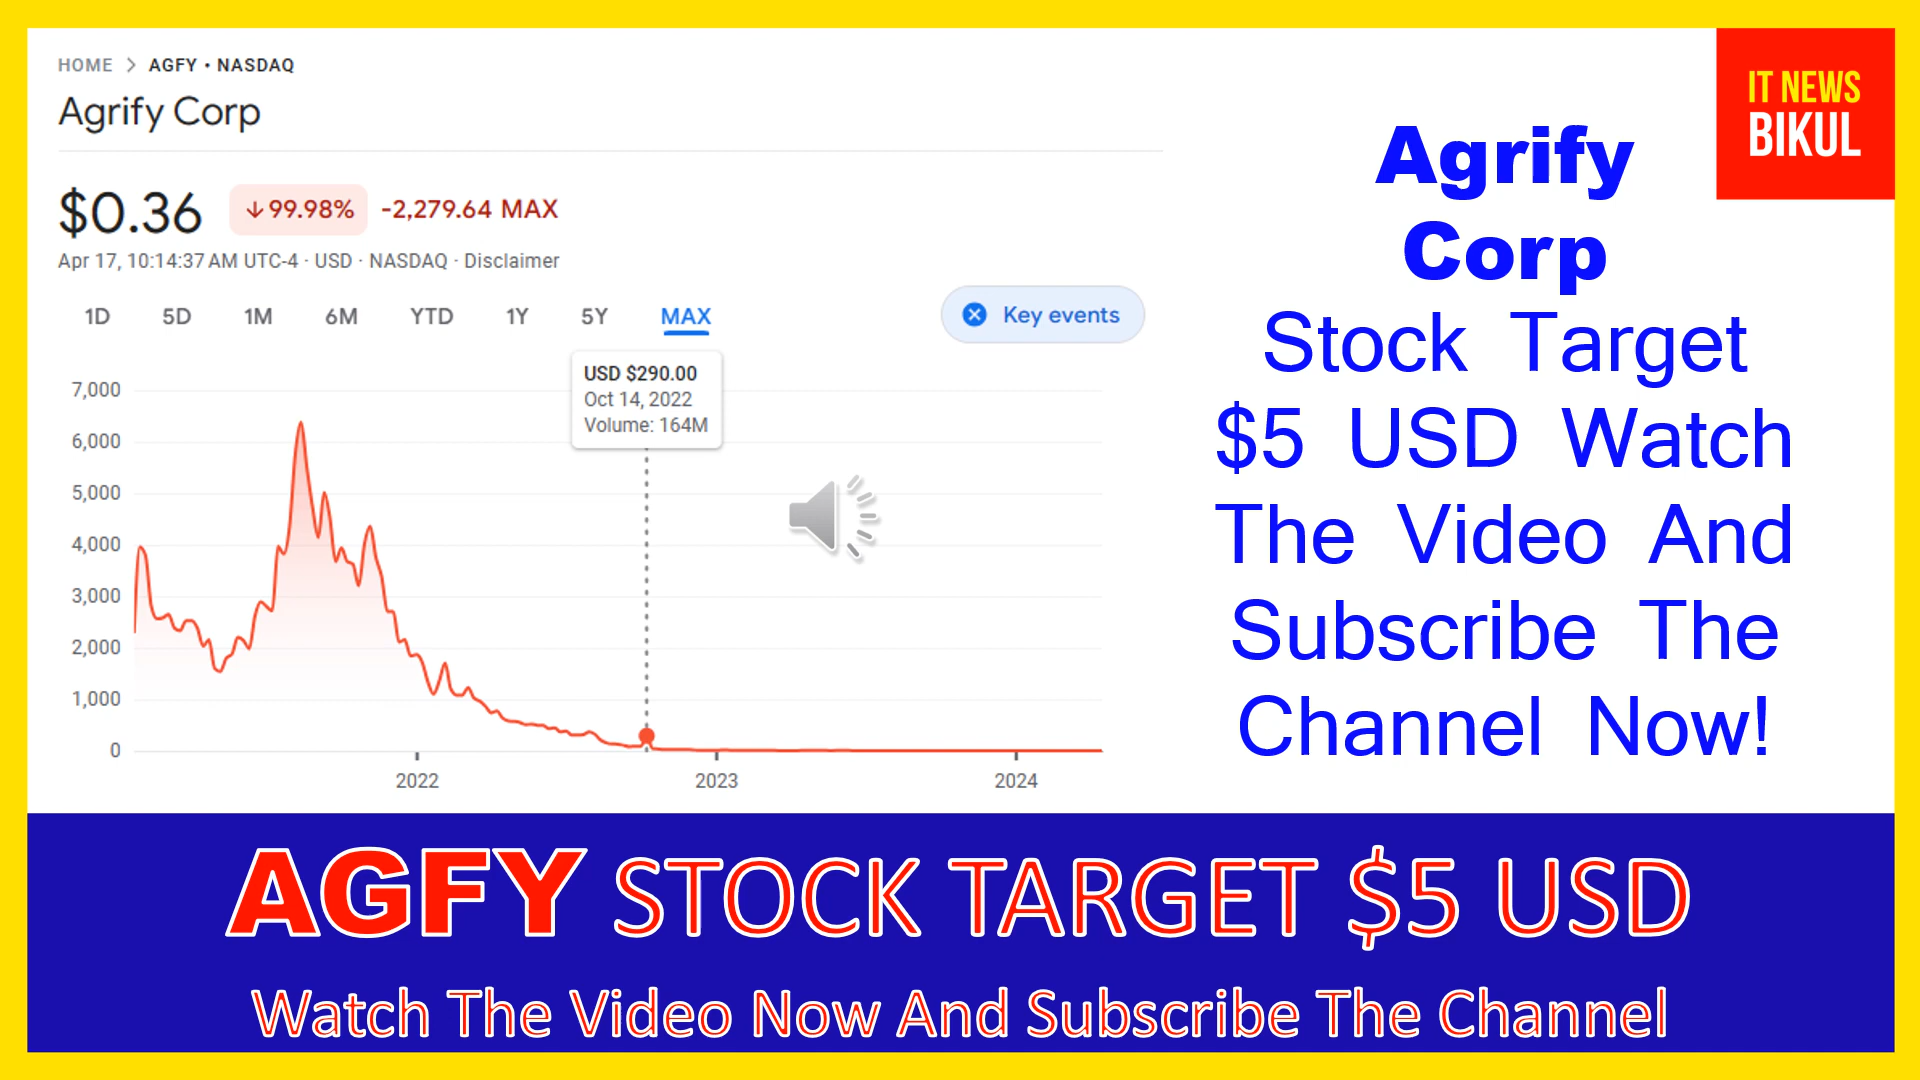 HOME > AGFY • NASDAQ
Agrify Corp
$0.36 ↓99.98% -2,279.64 MAX
Apr 17, 10:14:37 AM UTC-4 · USD · NASDAQ · Disclaimer
1D 5D 1M 6M YTD 1Y 5Y MAX
Key events
USD $290.00
Oct 14, 2022
Volume: 164M
7,000
6,000
5,000
4,000
3,000
2,000
1,000
0
2022 2023 2024
IT NEWS
BIKUL
Agrify
Corp
Stock Target
$5 USD Watch
The Video And
Subscribe The
Channel Now!
AGFY STOCK TARGET $5 USD
Watch The Video Now And Subscribe The Channel